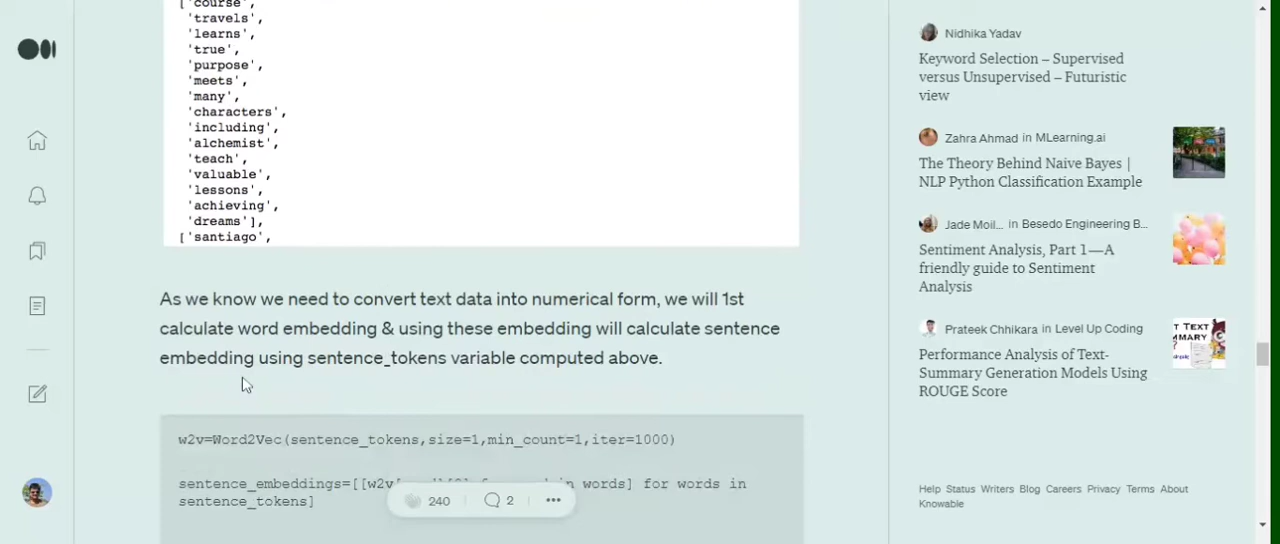 ['course',
'travels',
'learns',
'true',
'purpose',
'meets',
'many',
'characters',
'including',
'alchemist',
'teach',
'valuable',
'lessons',
'achieving',
'dreams'],
['santiago',
As we know we need to convert text data into numerical form, we will 1st
calculate word embedding & using these embedding will calculate sentence
embedding using sentence_tokens variable computed above.
w2v=Word2Vec(sentence_tokens,size=1,min_count=1,iter=1000)
sentence_embeddings=[[w2v[ in words] for words in
sentence_tokens]
240
2
Nidhika Yadav
Keyword Selection – Supervised
versus Unsupervised – Futuristic
view
Zahra Ahmad in MLearning.ai
The Theory Behind Naive Bayes |
NLP Python Classification Example
Jade Moil... in Besedo Engineering B...
Sentiment Analysis, Part 1 — A
friendly guide to Sentiment
Analysis
Prateek Chhikara in Level Up Coding
Performance Analysis of Text-
Summary Generation Models Using
ROUGE Score
Help Status Writers Blog Careers Privacy Terms About
Knowable